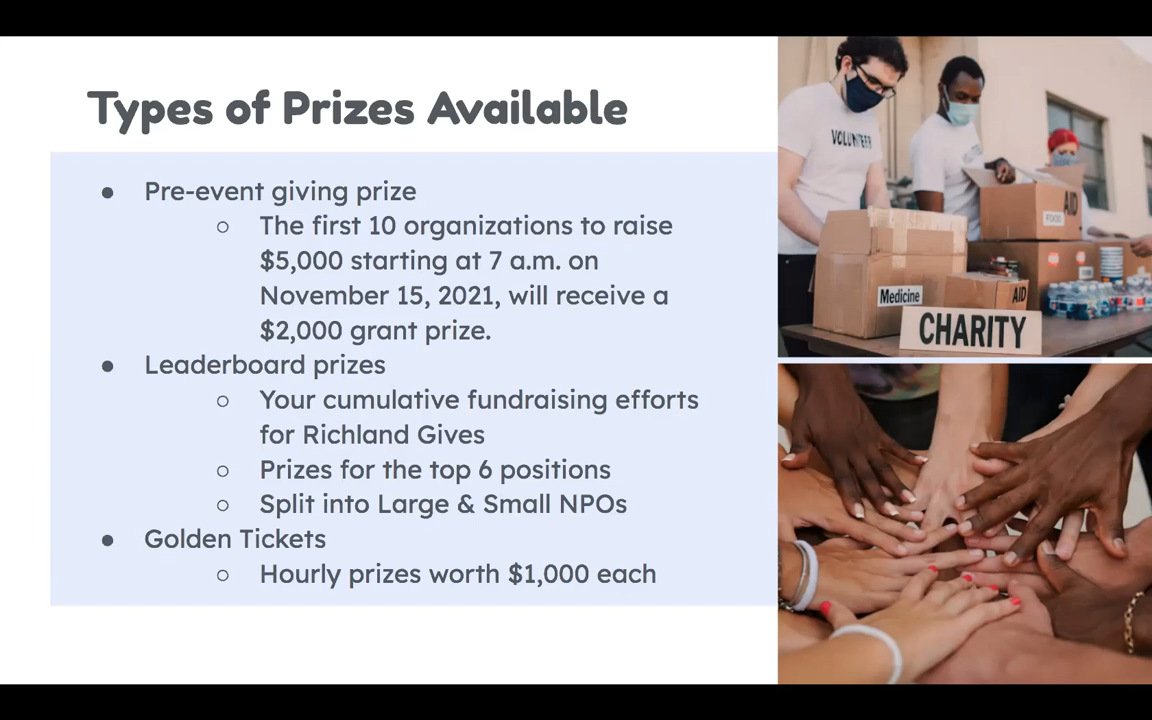 Types of Prizes Available
● Pre-event giving prize
○ The first 10 organizations to raise
$5,000 starting at 7 a.m. on
November 15, 2021, will receive a
$2,000 grant prize.
● Leaderboard prizes
○ Your cumulative fundraising efforts
for Richland Gives
○ Prizes for the top 6 positions
○ Split into Large & Small NPOs
● Golden Tickets
○ Hourly prizes worth $1,000 each
VOLUNTEER
AID
FOOD
Medicine
AID
CHARITY